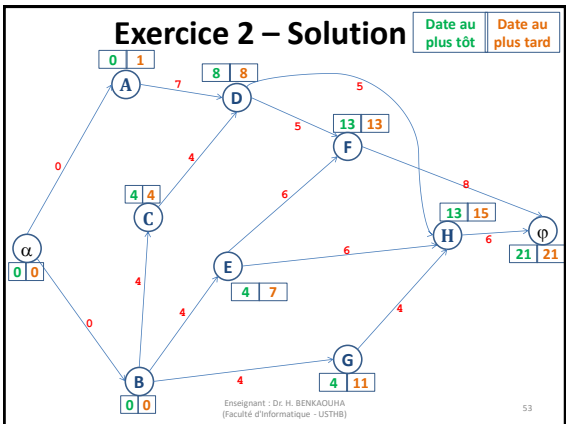 Exercice 2 – Solution
Date au plus tôt
Date au plus tard
0 1
A
7
8 8
D
5
0
4
5
13 13
F
8
4 4
C
6
13 15
H
6
φ
21 21
α
0 0
E
6
4 7
4
4
0
4
G
4
4 11
B
0 0
Enseignant : Dr. H. BENKAOUHA
(Faculté d'Informatique - USTHB)
53